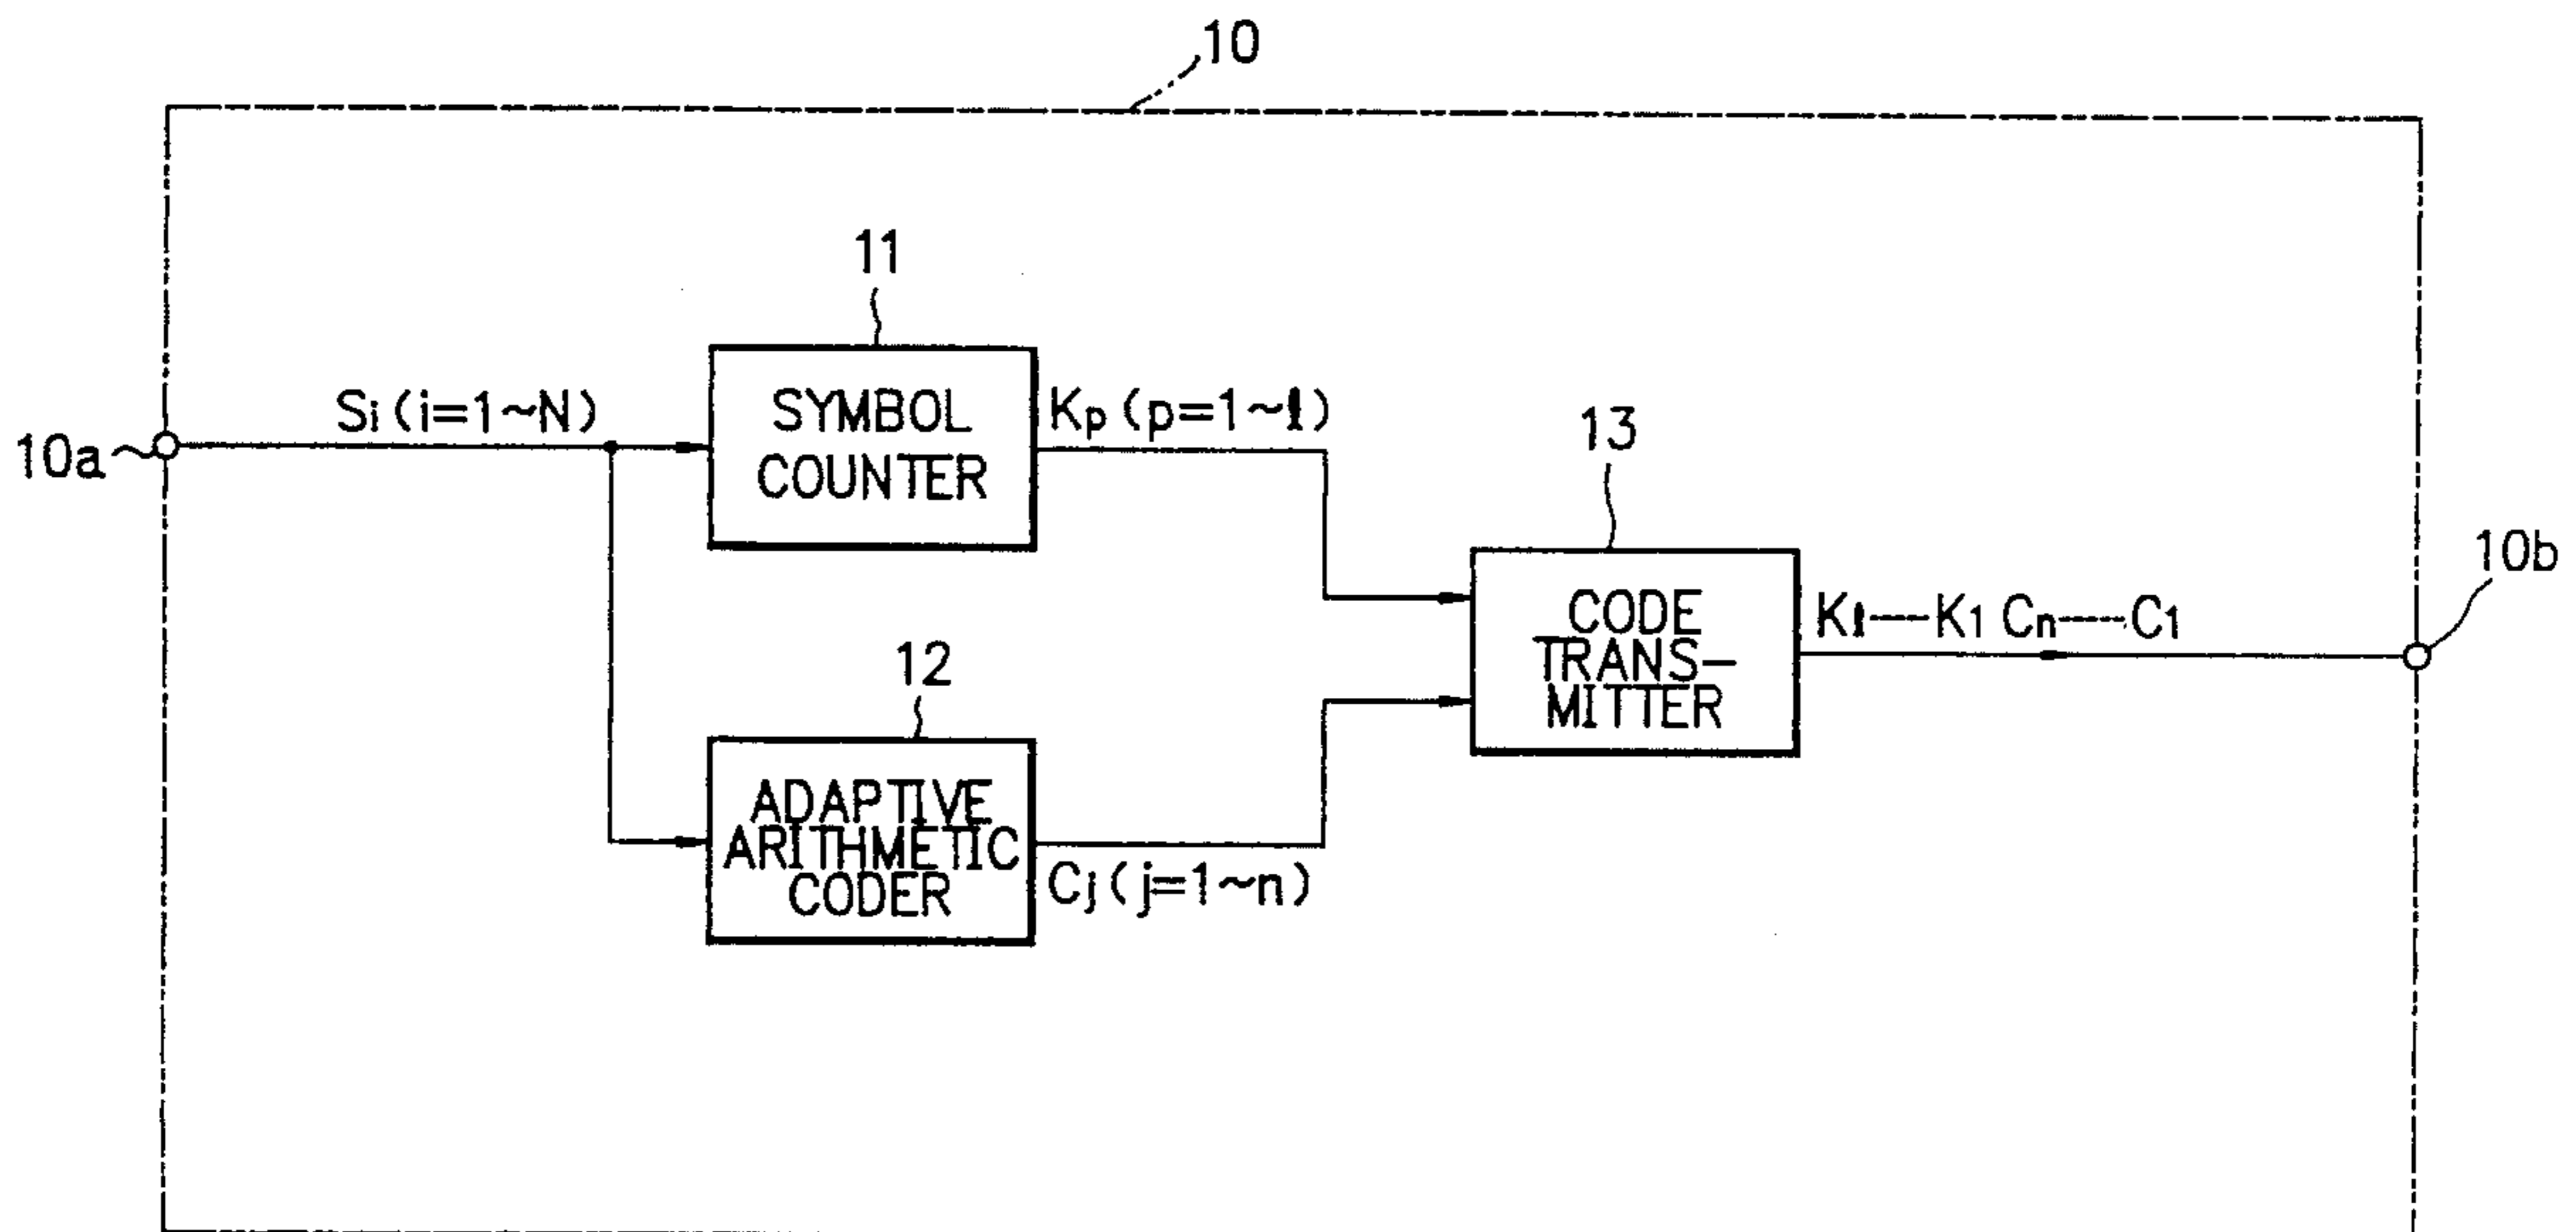 10
11
Si (i=1~N)
SYMBOL
COUNTER
Kp (p=1~ℓ)
10a
13
CODE
TRANS-
MITTER
Kℓ----K1 Cn----C1
10b
12
ADAPTIVE
ARITHMETIC
CODER
Cj (j=1~n)